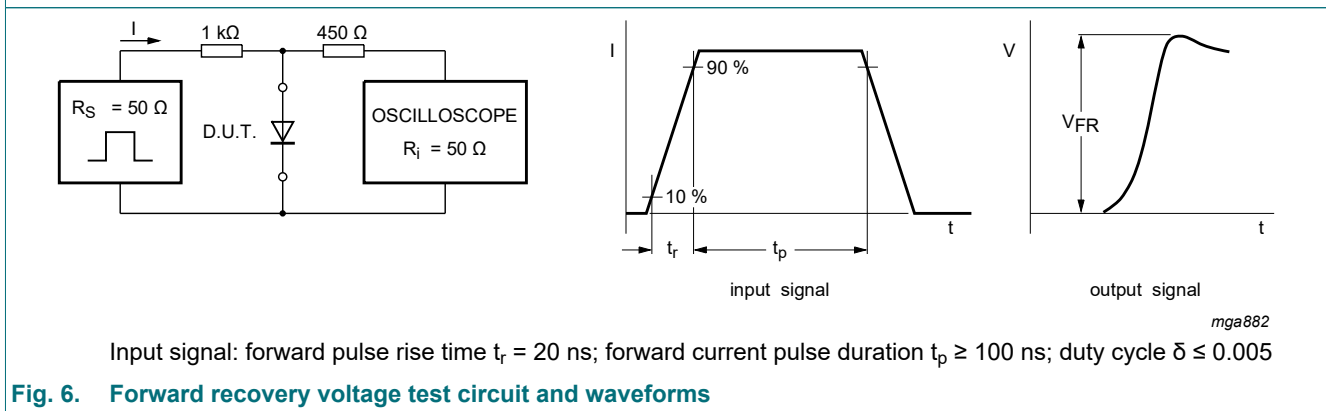 I
1 kΩ
450 Ω
R_S = 50 Ω
D.U.T.
OSCILLOSCOPE
R_i = 50 Ω
I
90 %
10 %
t
t_r
t_p
input signal
V
V_FR
t
output signal
mga882
Input signal: forward pulse rise time t_r = 20 ns; forward current pulse duration t_p ≥ 100 ns; duty cycle δ ≤ 0.005
Fig. 6. Forward recovery voltage test circuit and waveforms